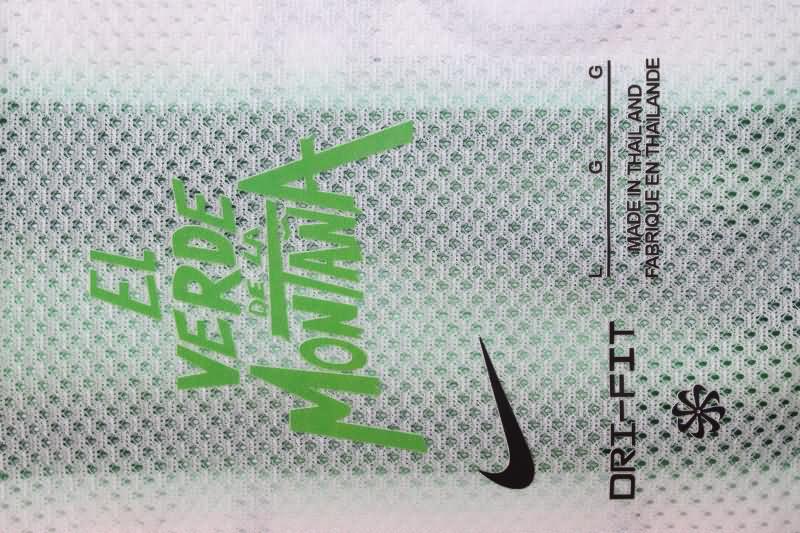 EL
VERDE
DE LA
MONTAÑA
DRI-FIT
L G G
MADE IN THAILAND
FABRIQUE EN THAILANDE